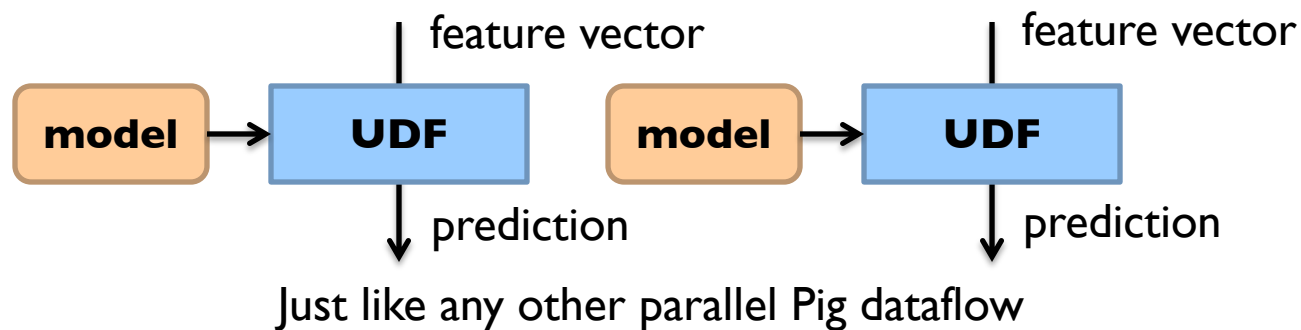 feature vector feature vector
model UDF model UDF
prediction prediction
Just like any other parallel Pig dataflow